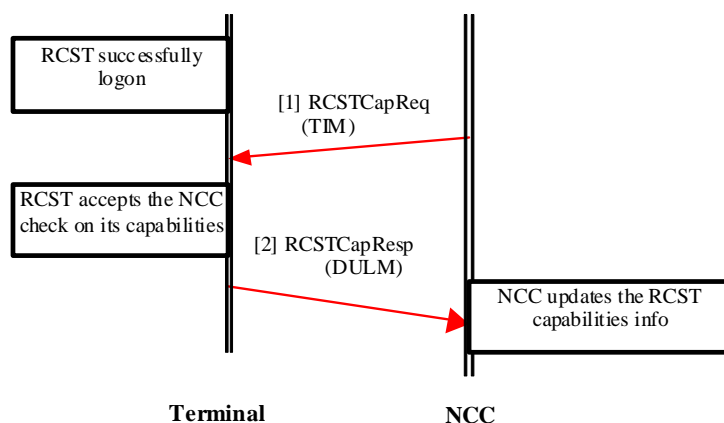 RCST successfully
logon
[1] RCSTCapReq
(TIM)
RCST accepts the NCC
check on its capabilities
[2] RCSTCapResp
(DULM)
NCC updates the RCST
capabilities info
Terminal
NCC